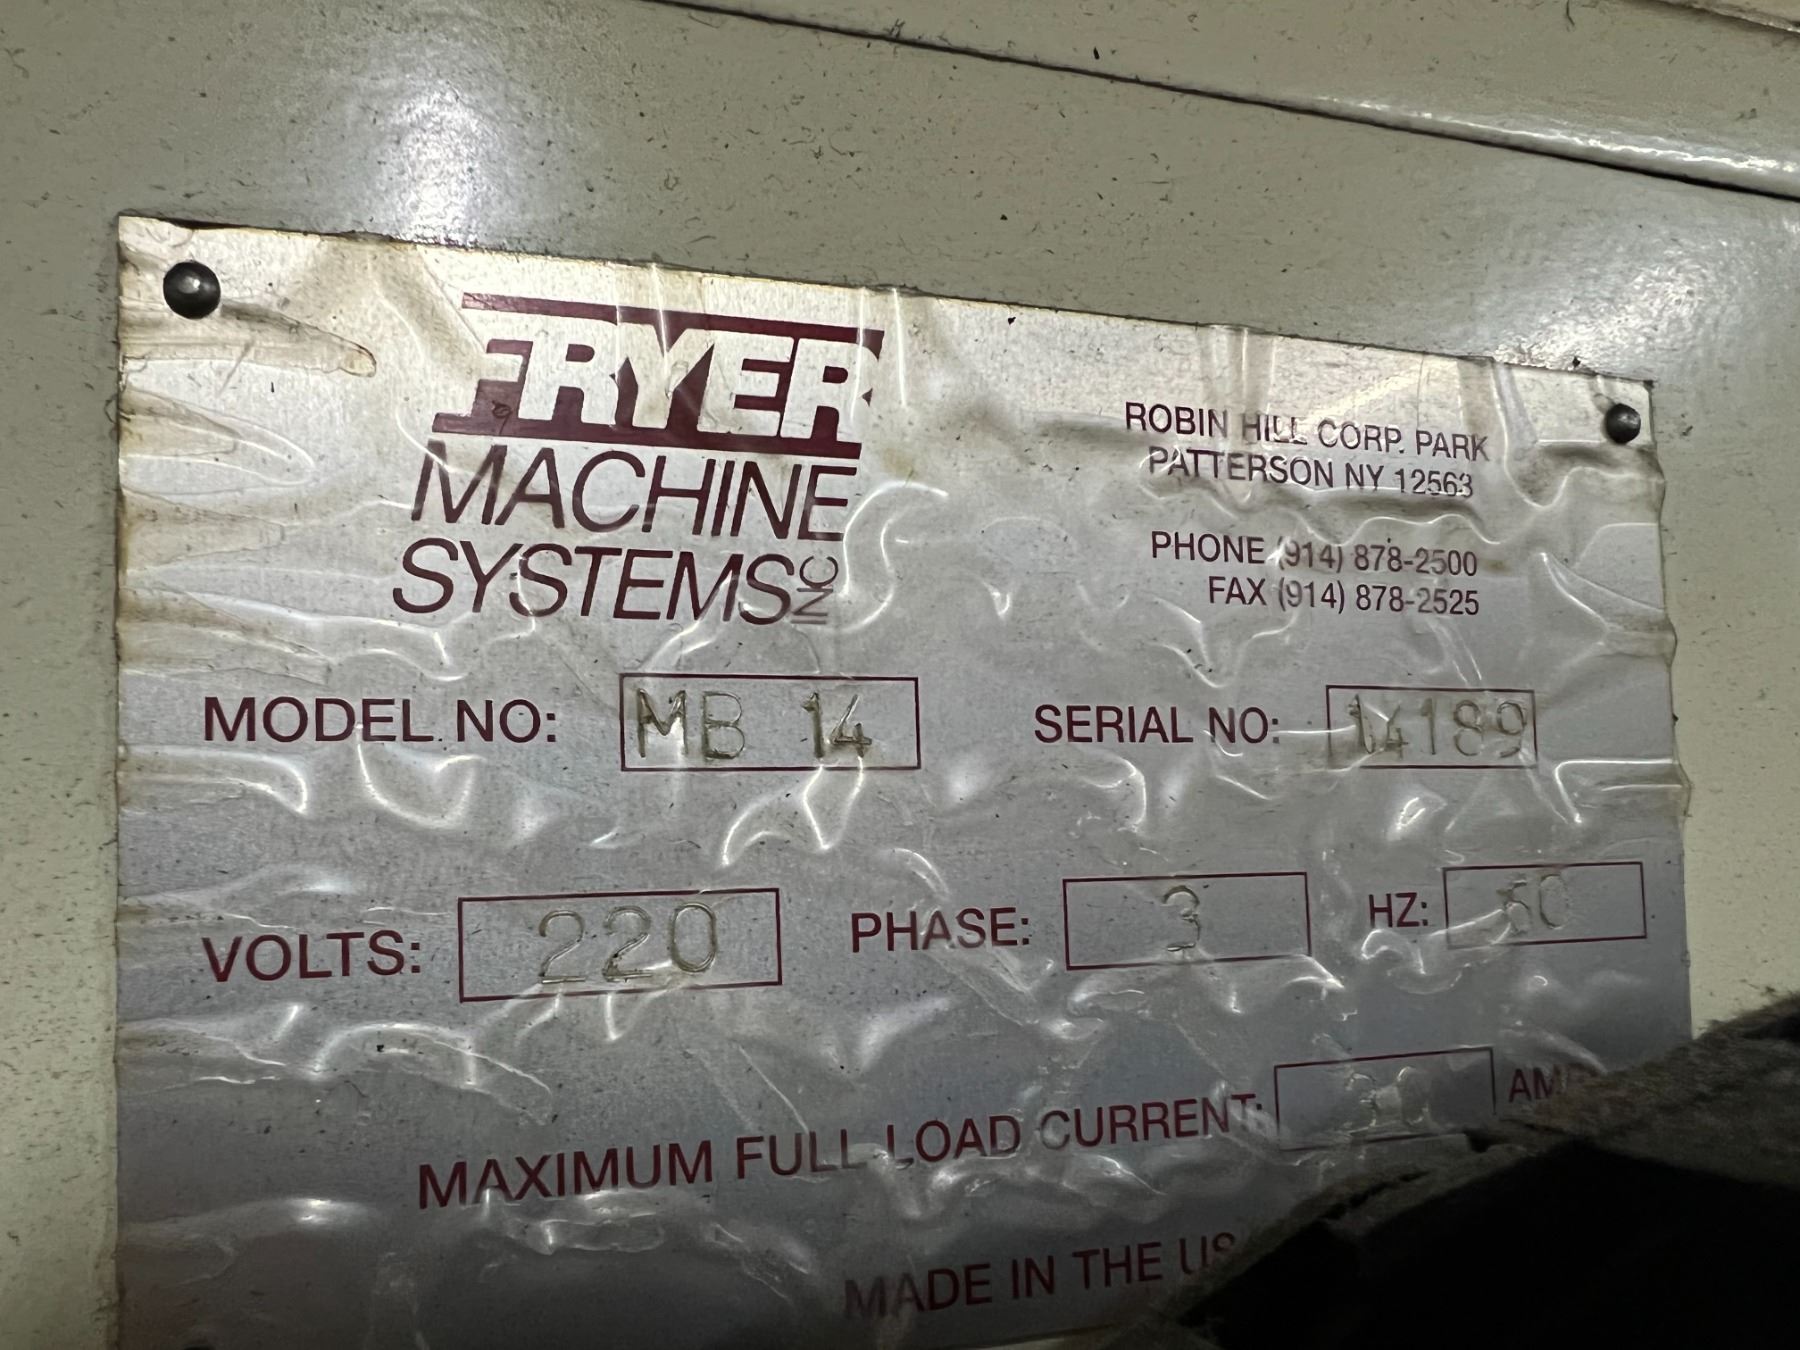 FRYER
MACHINE
SYSTEMS INC
ROBIN HILL CORP. PARK
PATTERSON NY 12563
PHONE (914) 878-2500
FAX (914) 878-2525
MODEL NO: MB 14
SERIAL NO: 14189
VOLTS: 220
PHASE: 3
HZ: 60
MAXIMUM FULL LOAD CURRENT:
MADE IN THE